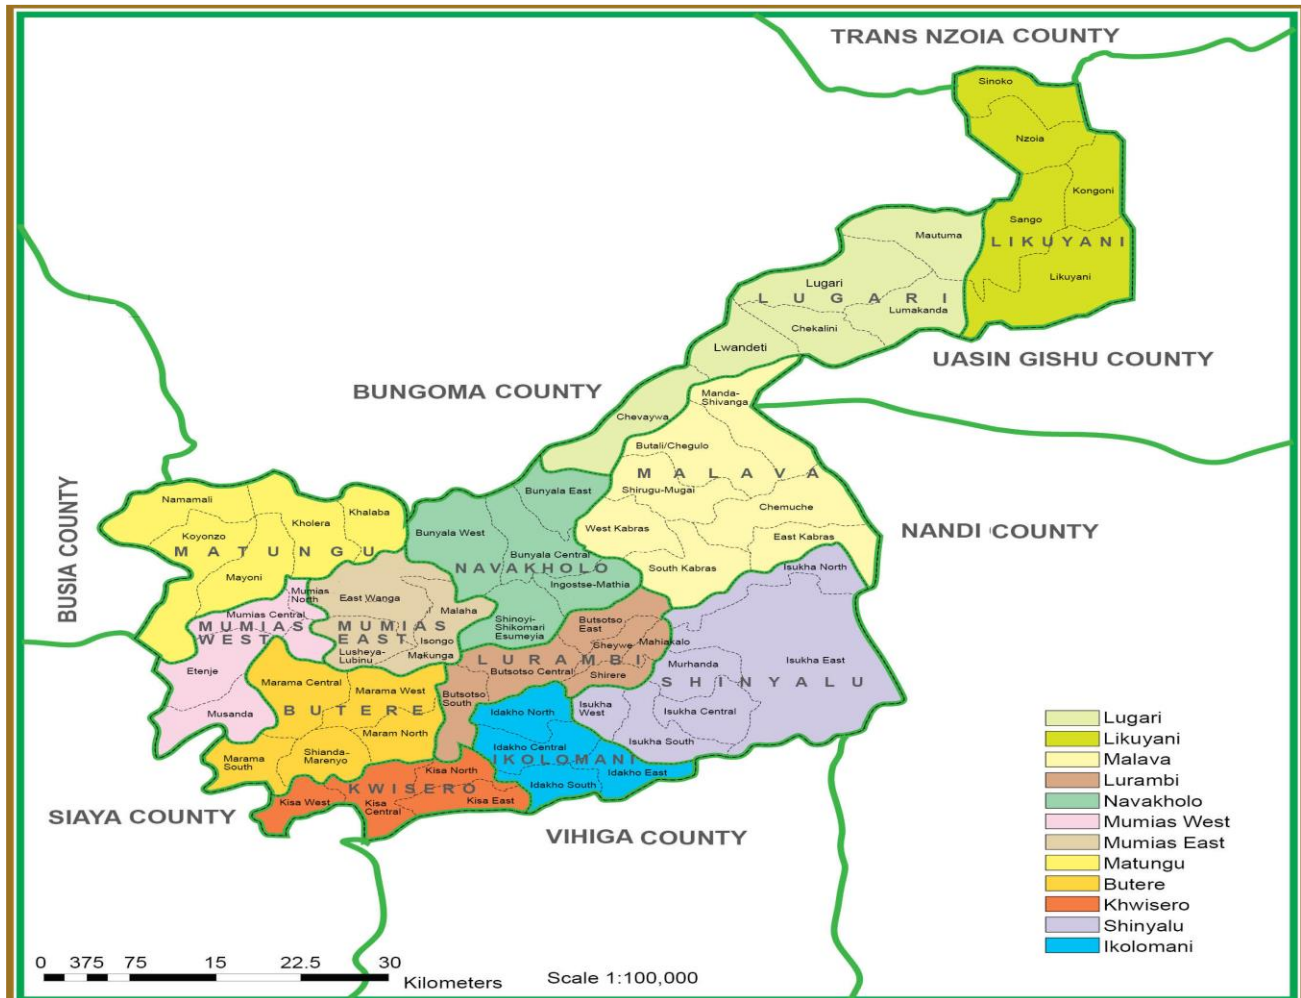 TRANS NZOIA COUNTY
Sinoko
Nzoia
Kongoni
Sango
LIKUYANI
Likuyani
Mautuma
Lugari
LUGARI
Lumakanda
Chekalini
Lwandeti
UASIN GISHU COUNTY
BUNGOMA COUNTY
Manda-
Shivanga
Chevaywa
Butali/Chegulo
MALAVA
Shirugu-Mugai
Chemuche
West Kabras
East Kabras
South Kabras
NANDI COUNTY
BUSIA COUNTY
Namamali
Khalaba
Kholera
Koyonzo
MATUNGU
Mayoni
Bunyala East
Bunyala West
Bunyala Central
NAVAKHOLO
Ingostse-Mathia
Shinoyi-
Shikomari
Esumeyia
Mumias
North
Mumias Central
MUMIAS
WEST
Etenje
Musanda
East Wanga
Malaha
MUMIAS
EAST
Isongo
Lusheya-
Lubinu
Makunga
Butsotso
East
Sheywe
Mahiakalo
LURAMBI
Butsotso Central
Shirere
Butsotso
South
Isukha North
Isukha East
Murhanda
SHINYALU
Isukha
West
Isukha Central
Isukha South
Marama Central
Marama West
BUTERE
Maram North
Shianda-
Marenyo
Marama
South
Idakho North
Idakho Central
IKOLOMANI
Idakho East
Idakho South
Kisa North
KWISERO
Kisa West
Kisa
Central
Kisa East
SIAYA COUNTY
VIHIGA COUNTY
Lugari
Likuyani
Malava
Lurambi
Navakholo
Mumias West
Mumias East
Matungu
Butere
Khwisero
Shinyalu
Ikolomani
0 375 75 15 22.5 30
Kilometers
Scale 1:100,000